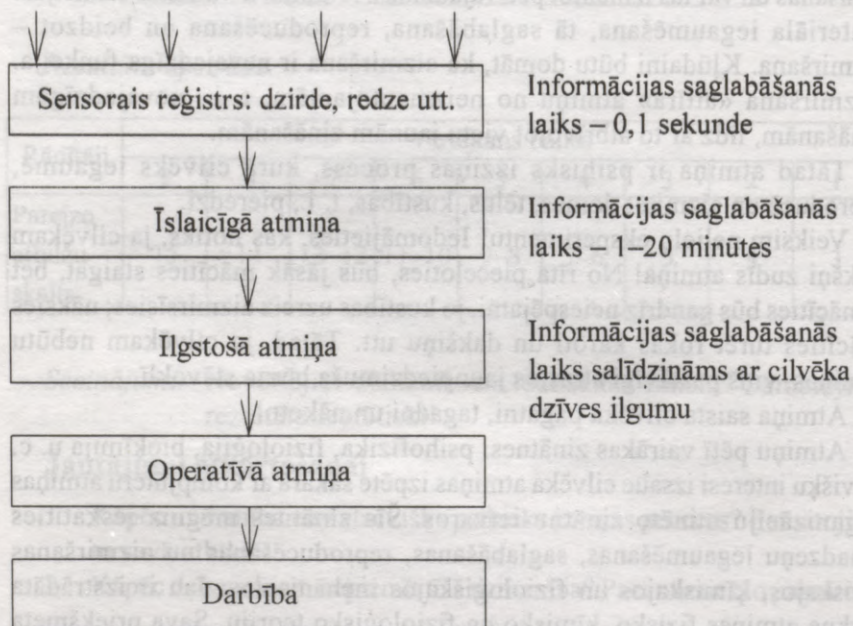 Sensorais reģistrs: dzirde, redze utt.
Informācijas saglabāšanās
laiks – 0,1 sekunde
Īslaicīgā atmiņa
Informācijas saglabāšanās
laiks – 1–20 minūtes
Ilgstošā atmiņa
Informācijas saglabāšanās
laiks salīdzināms ar cilvēka
dzīves ilgumu
Operatīvā atmiņa
Darbība